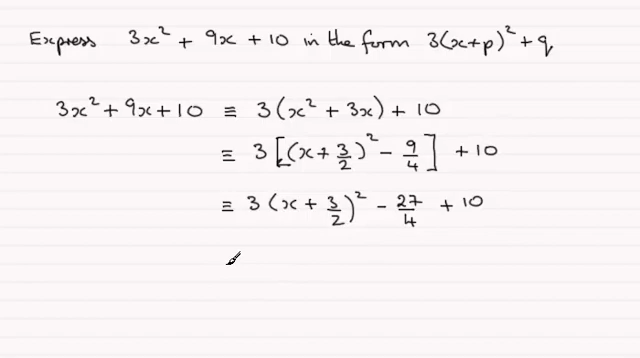 Express 3x² + 9x + 10 in the form 3(x+p)² + q
3x² + 9x + 10 ≡ 3(x² + 3x) + 10
≡ 3[(x + 3/2)² - 9/4] + 10
≡ 3(x + 3/2)² - 27/4 + 10